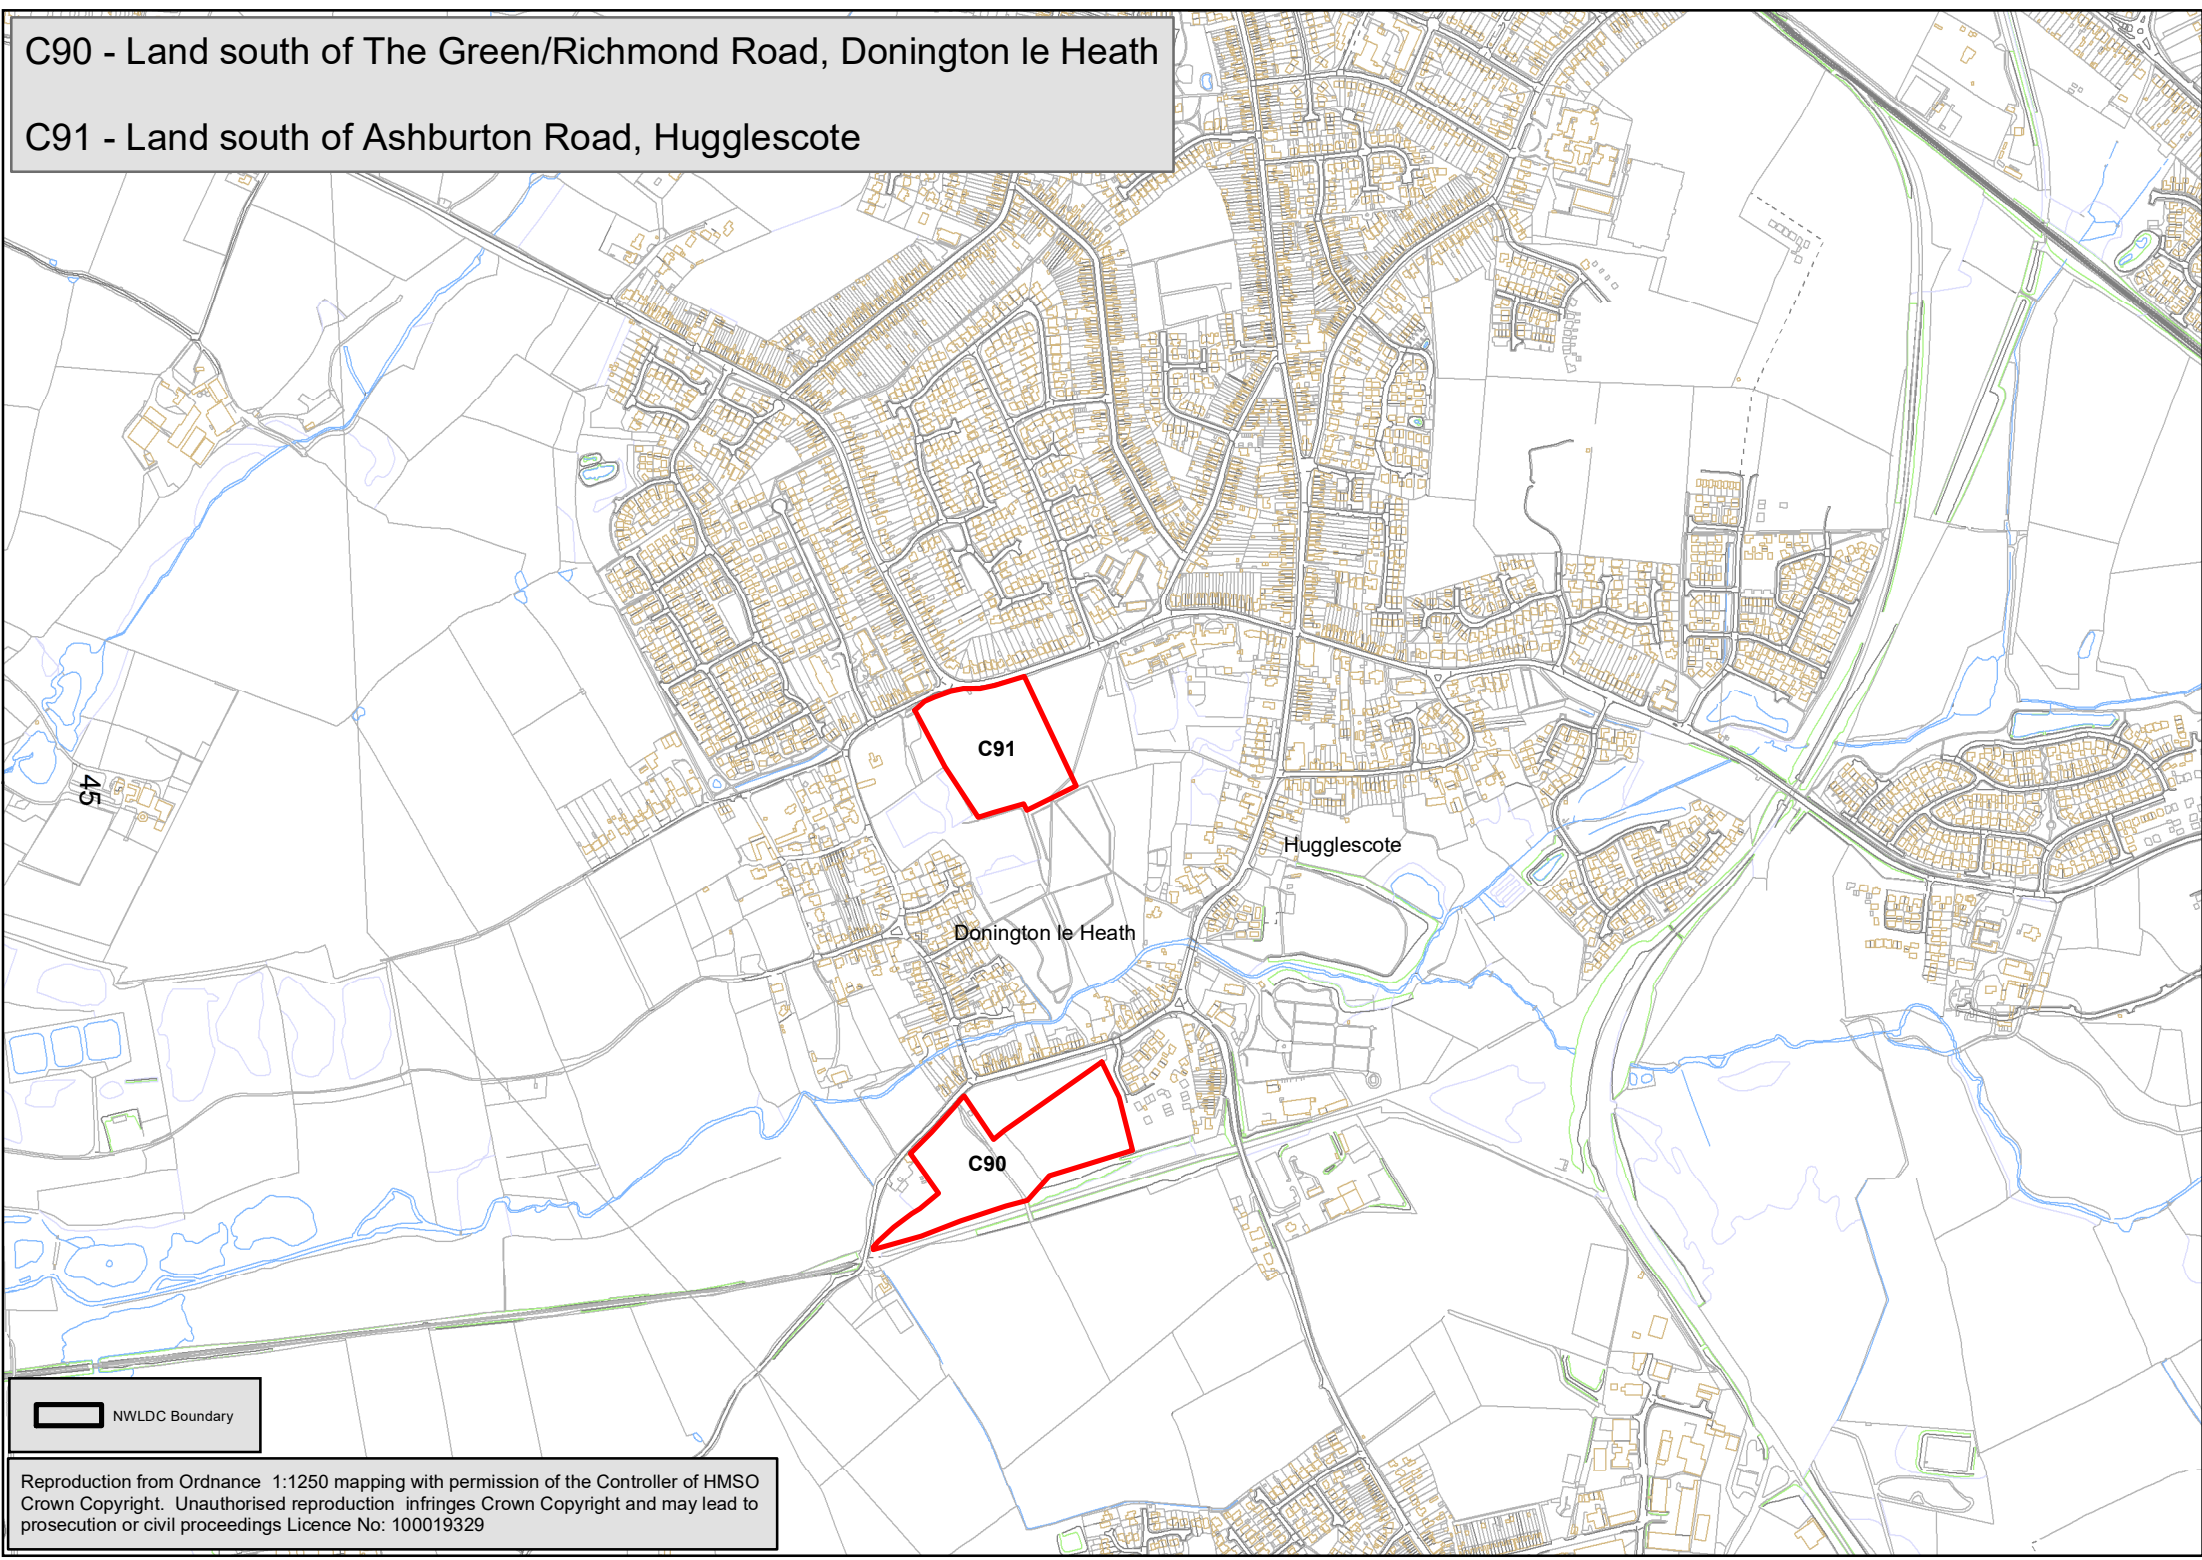 C90 - Land south of The Green/Richmond Road, Donington le Heath
C91 - Land south of Ashburton Road, Hugglescote
C91
45
Hugglescote
Donington le Heath
C90
NWLDC Boundary
Reproduction from Ordnance 1:1250 mapping with permission of the Controller of HMSO
Crown Copyright. Unauthorised reproduction infringes Crown Copyright and may lead to
prosecution or civil proceedings Licence No: 100019329